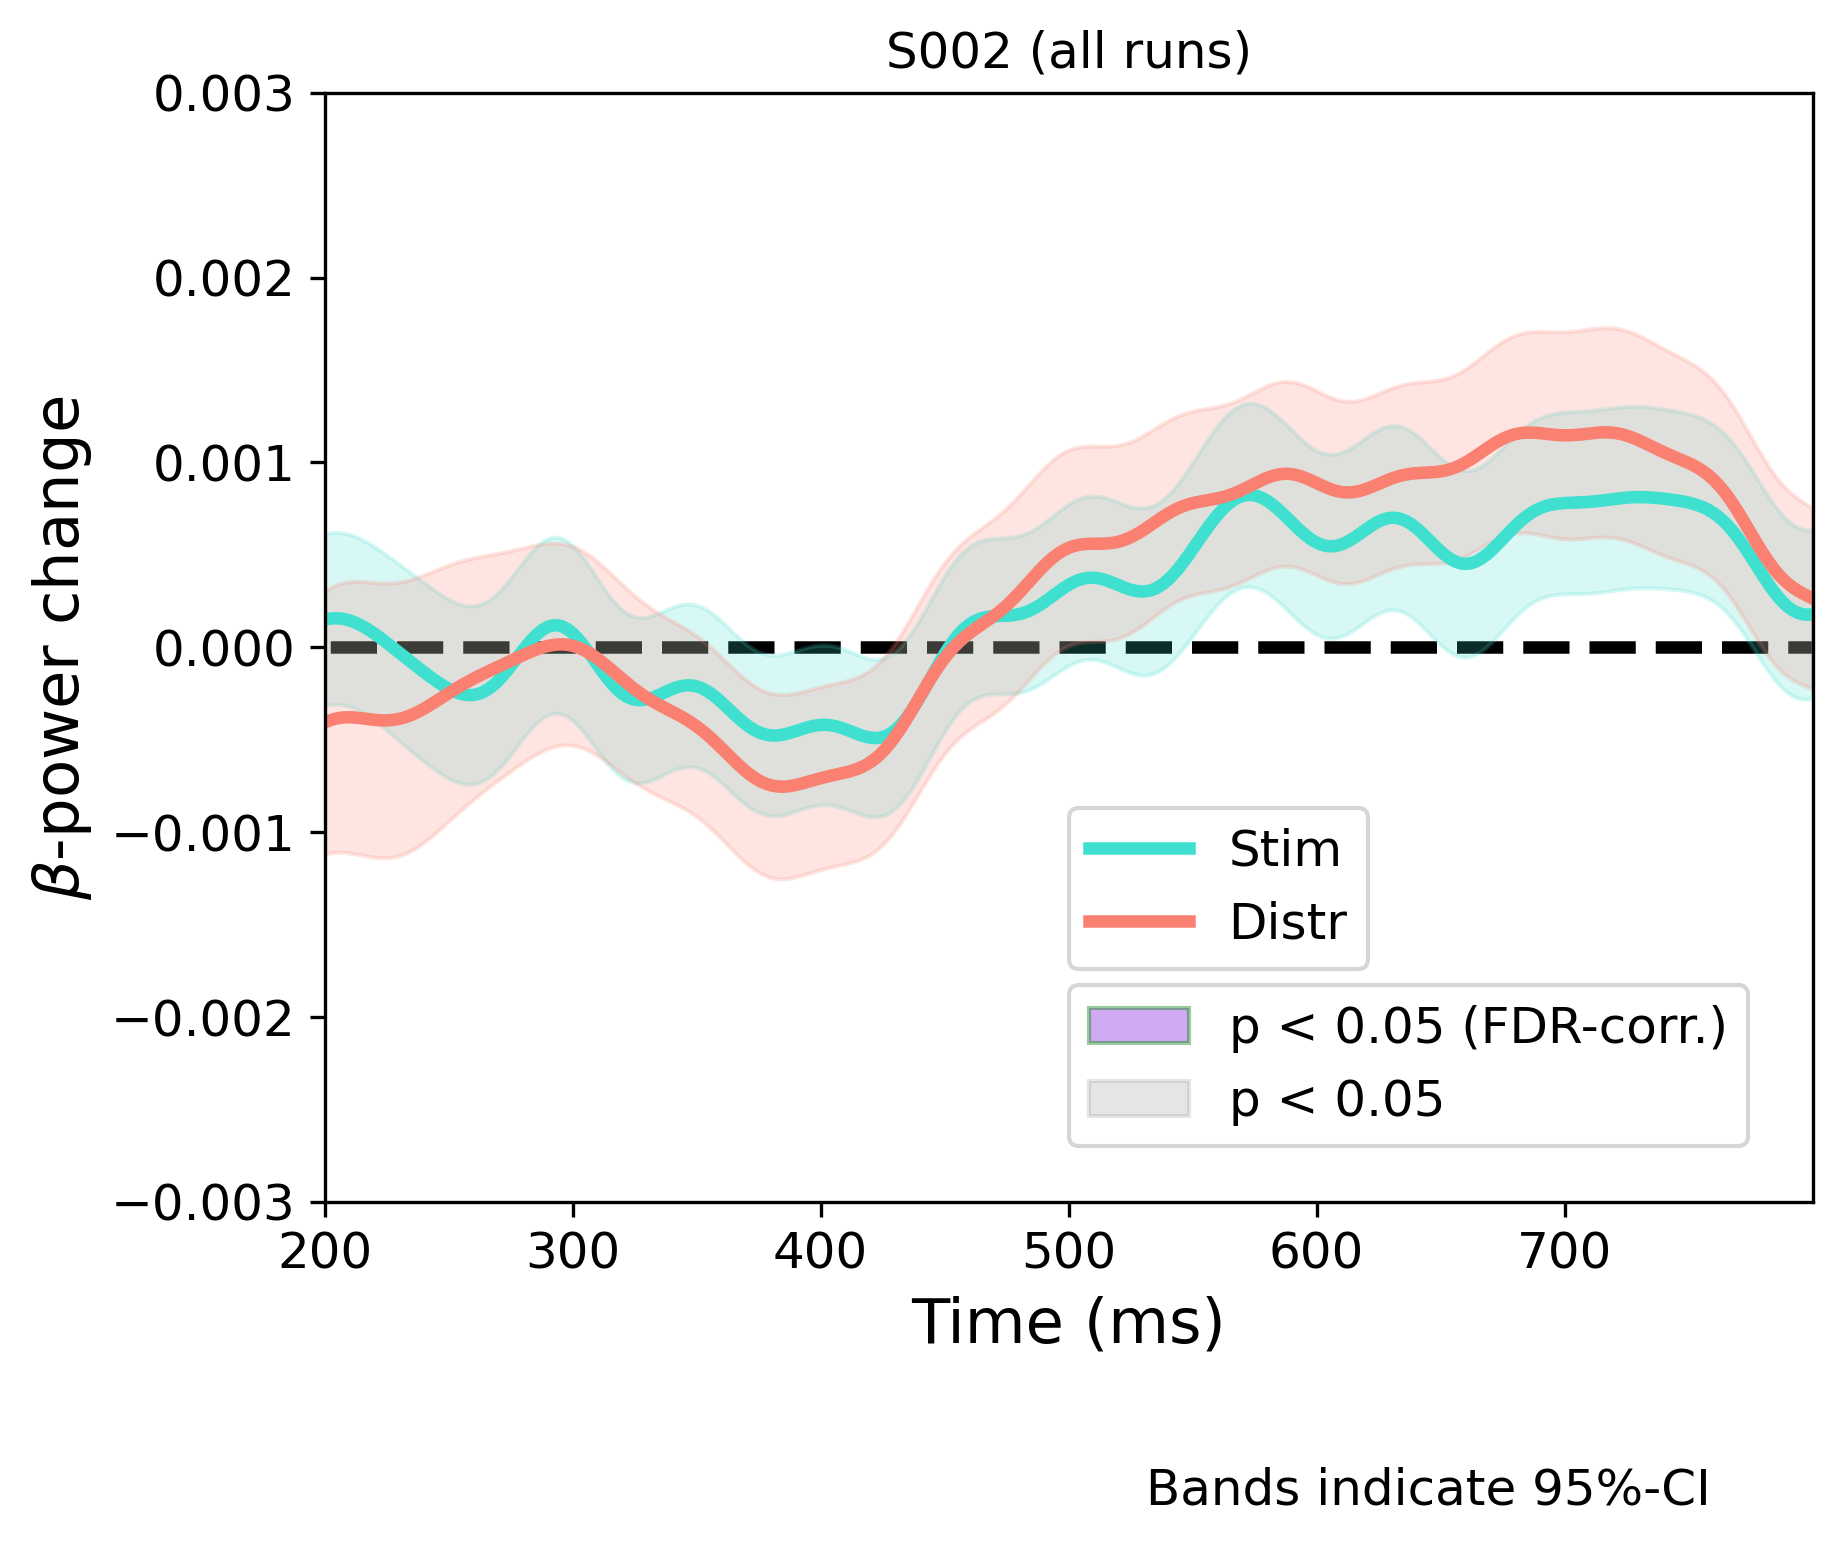 S002 (all runs)
0.003
0.002
0.001
0.000
−0.001
−0.002
−0.003
β-power change
Stim
Distr
p < 0.05 (FDR-corr.)
p < 0.05
200 300 400 500 600 700
Time (ms)
Bands indicate 95%-CI